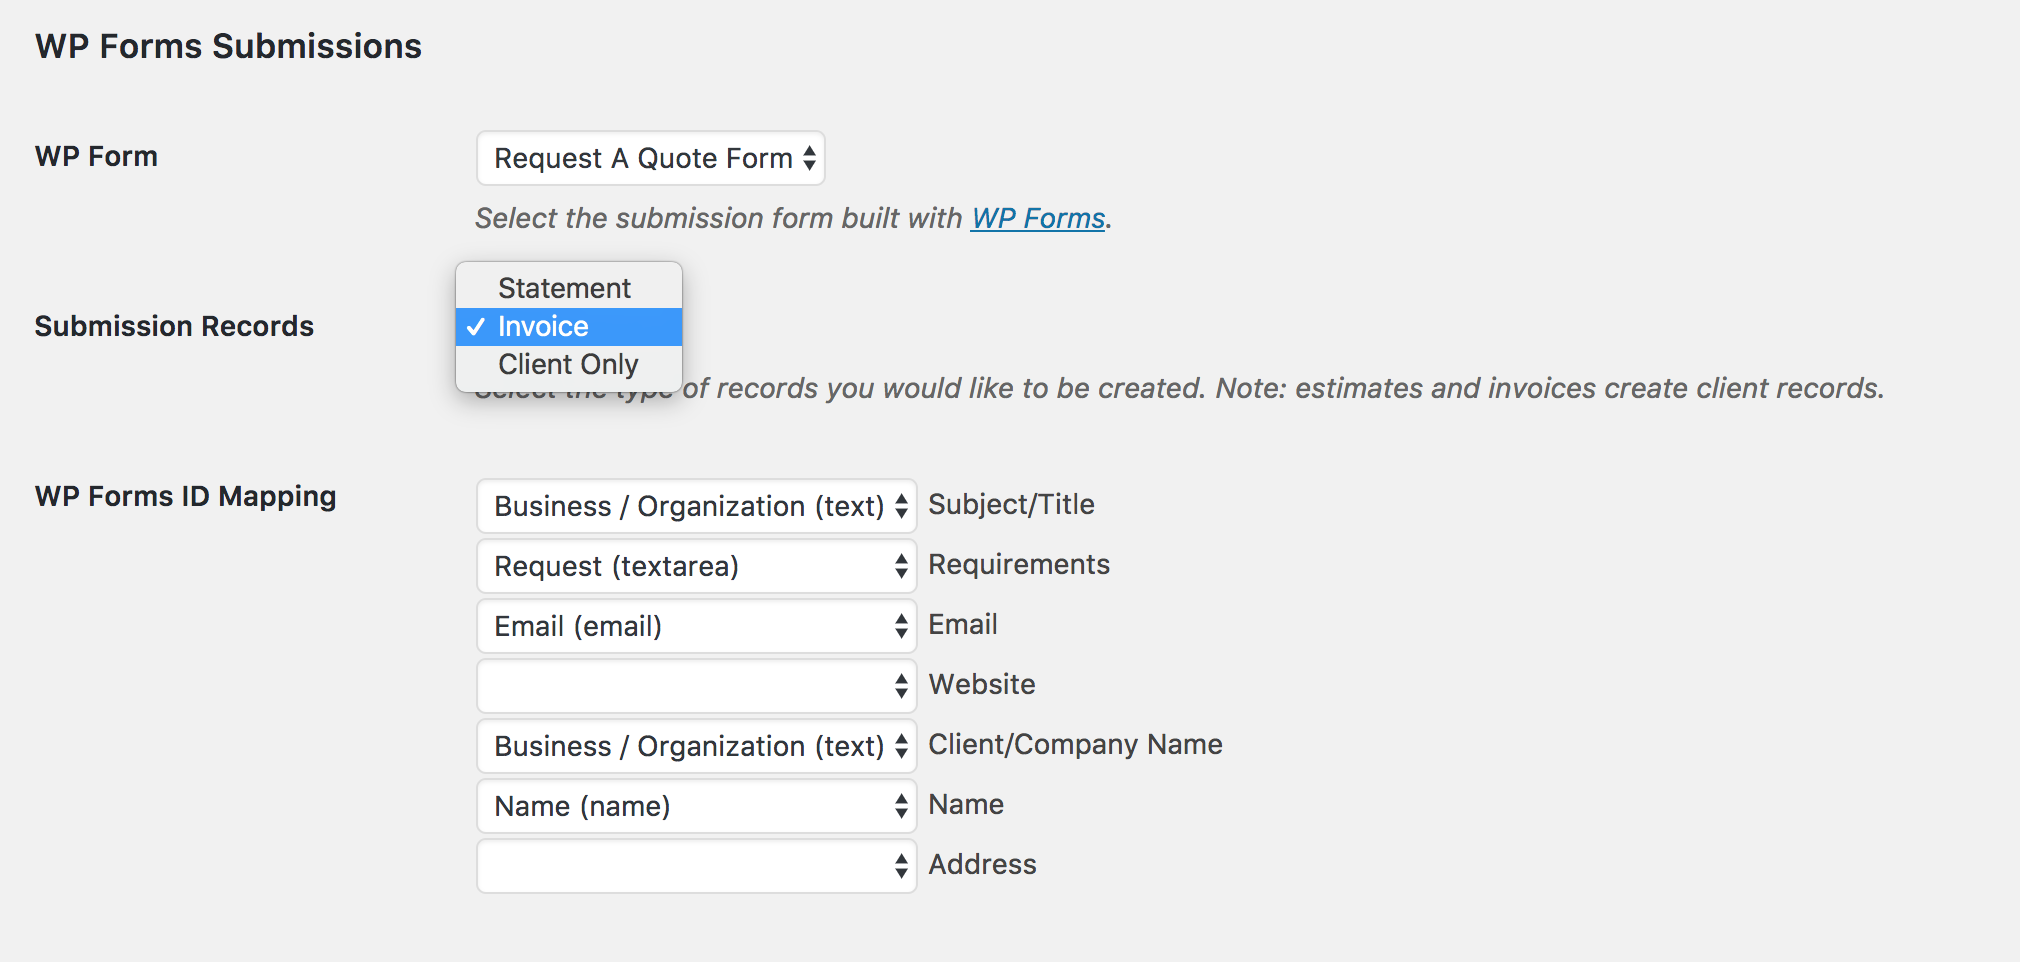 WP Forms Submissions
WP Form
Request A Quote Form
Select the submission form built with WP Forms.
Submission Records
Statement
Invoice
Client Only
of records you would like to be created. Note: estimates and invoices create client records.
WP Forms ID Mapping
Business / Organization (text) Subject/Title
Request (textarea) Requirements
Email (email) Email
Website
Business / Organization (text) Client/Company Name
Name (name) Name
Address